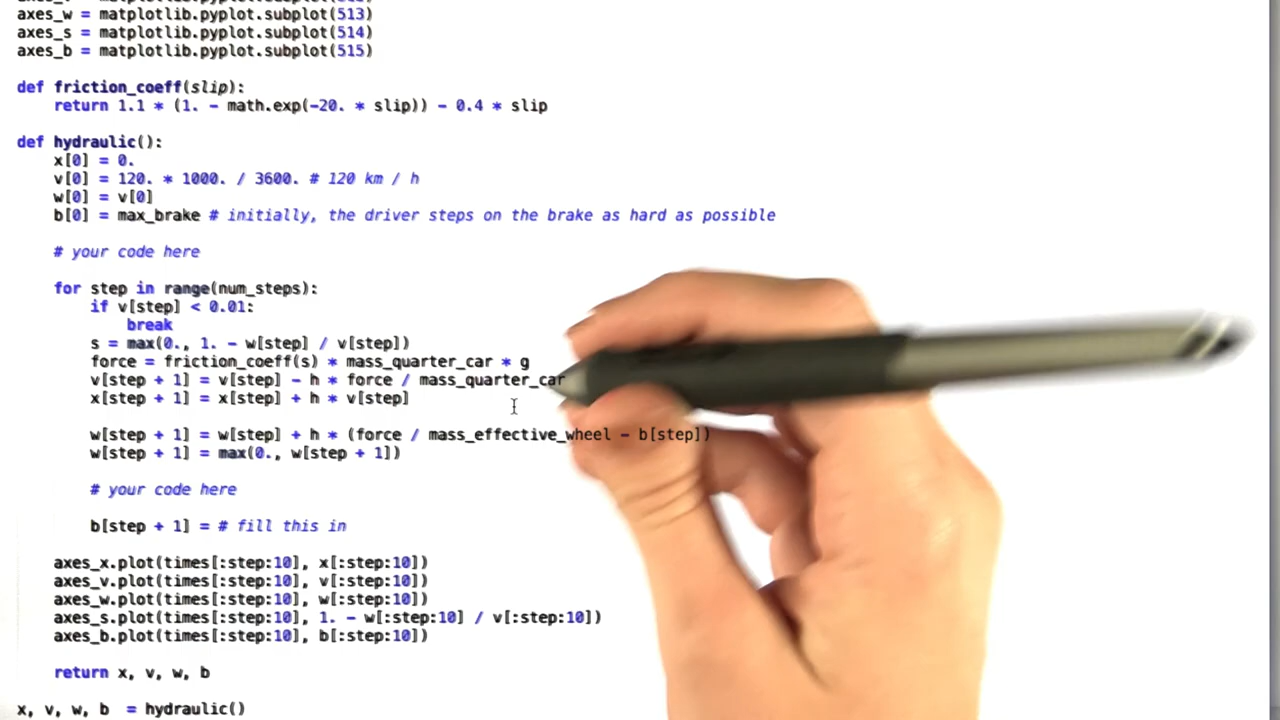 axes_w = matplotlib.pyplot.subplot(513)
axes_s = matplotlib.pyplot.subplot(514)
axes_b = matplotlib.pyplot.subplot(515)
def friction_coeff(slip):
    return 1.1 * (1. - math.exp(-20. * slip)) - 0.4 * slip
def hydraulic():
    x[0] = 0.
    v[0] = 120. * 1000. / 3600. # 120 km / h
    w[0] = v[0]
    b[0] = max_brake # initially, the driver steps on the brake as hard as possible
    # your code here
    for step in range(num_steps):
        if v[step] < 0.01:
            break
        s = max(0., 1. - w[step] / v[step])
        force = friction_coeff(s) * mass_quarter_car * g
        v[step + 1] = v[step] - h * force / mass_quarter_car
        x[step + 1] = x[step] + h * v[step]
        w[step + 1] = w[step] + h * (force / mass_effective_wheel - b[step])
        w[step + 1] = max(0., w[step + 1])
        # your code here
        b[step + 1] = # fill this in
    axes_x.plot(times[:step:10], x[:step:10])
    axes_v.plot(times[:step:10], v[:step:10])
    axes_w.plot(times[:step:10], w[:step:10])
    axes_s.plot(times[:step:10], 1. - w[:step:10] / v[:step:10])
    axes_b.plot(times[:step:10], b[:step:10])
    return x, v, w, b
x, v, w, b  = hydraulic()